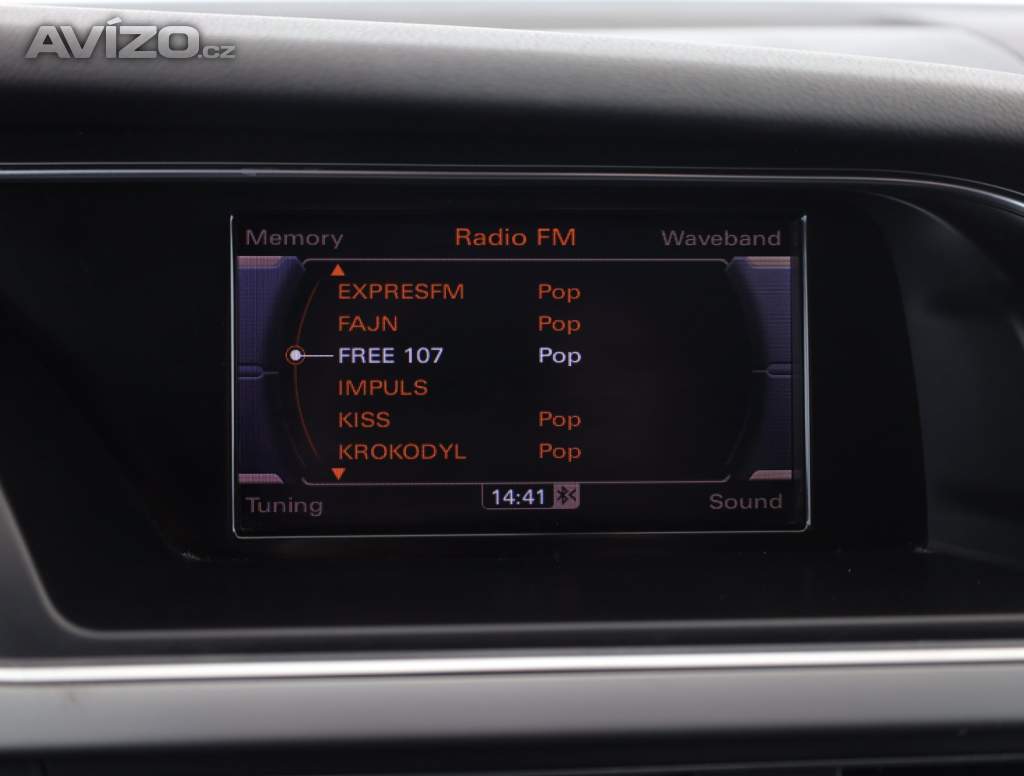 AVÍZO.cz
Memory Radio FM Waveband
EXPRESFM Pop
FAJN Pop
FREE 107 Pop
IMPULS
KISS Pop
KROKODYL Pop
14:41
Tuning Sound